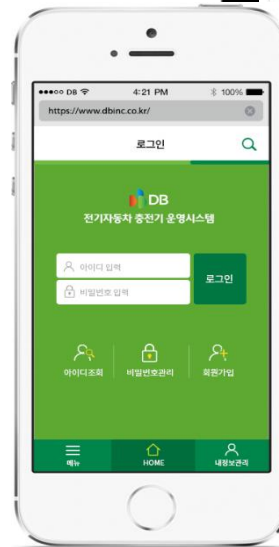 ●●●○○ DB 4:21 PM 100%
https://www.dbinc.co.kr/
로그인
DB
전기자동차 충전기 운영시스템
아이디 입력
비밀번호 입력
로그인
아이디조회 비밀번호관리 회원가입
메뉴 HOME 내정보관리